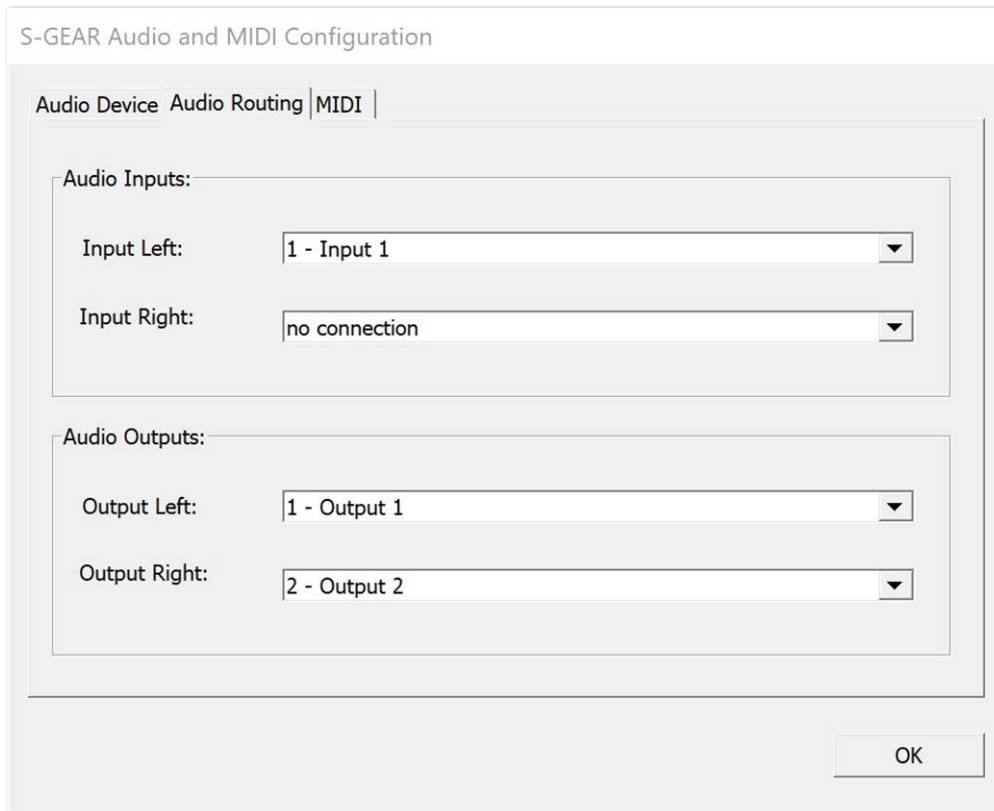 S-GEAR Audio and MIDI Configuration
Audio Device Audio Routing MIDI
Audio Inputs:
Input Left: 1 - Input 1
Input Right: no connection
Audio Outputs:
Output Left: 1 - Output 1
Output Right: 2 - Output 2
OK